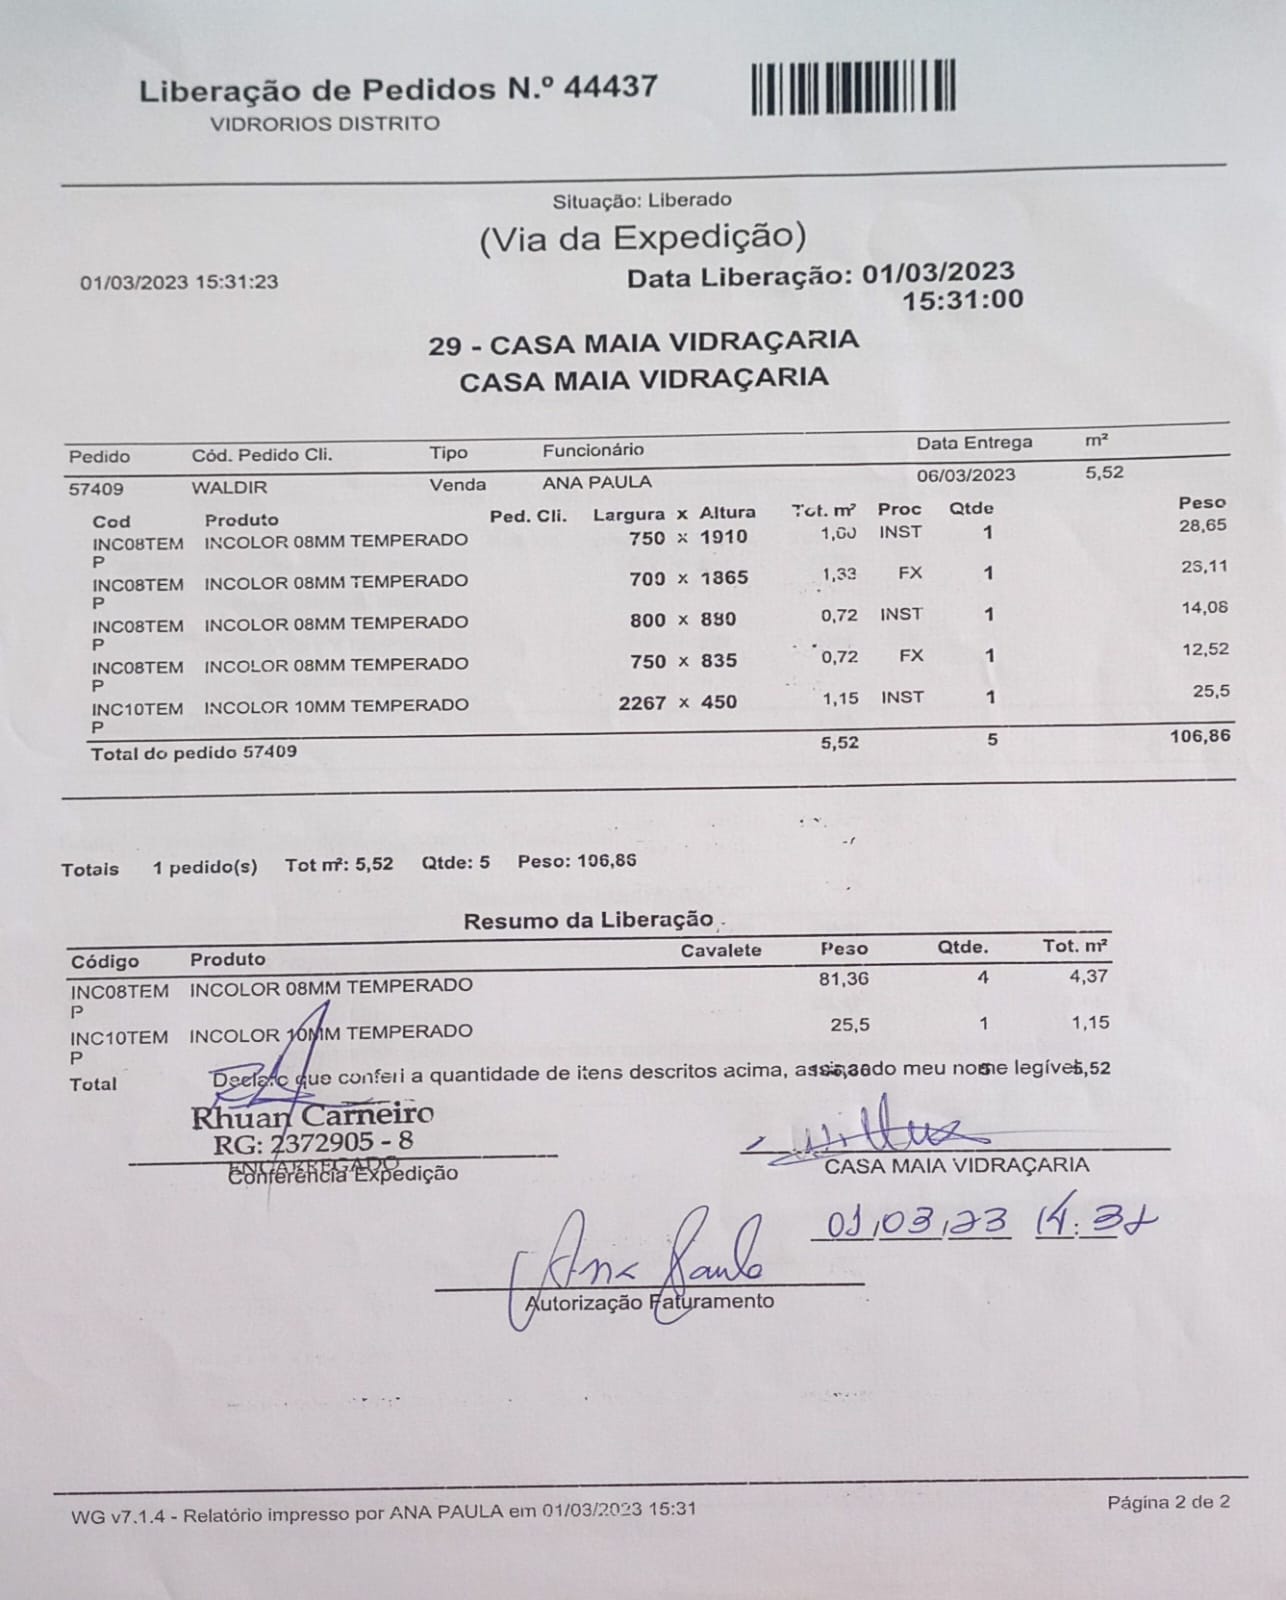 Liberação de Pedidos N.º 44437
VIDRORIOS DISTRITO
Situação: Liberado
(Via da Expedição)
01/03/2023 15:31:23
Data Liberação: 01/03/2023
15:31:00
29 - CASA MAIA VIDRAÇARIA
CASA MAIA VIDRAÇARIA
Pedido Cód. Pedido Cli. Tipo Funcionário Data Entrega m²
57409 WALDIR Venda ANA PAULA 06/03/2023 5,52
Cod Produto Ped. Cli. Largura x Altura Tot. m² Proc Qtde Peso
INC08TEM INCOLOR 08MM TEMPERADO 750 x 1910 INST 1 28,65
P
INC08TEM INCOLOR 08MM TEMPERADO 700 x 1865 1,33 FX 1 26,11
P
INC08TEM INCOLOR 08MM TEMPERADO 800 x 880 0,72 INST 1 14,08
P
INC08TEM INCOLOR 08MM TEMPERADO 750 x 835 0,72 FX 1 12,52
P
INC10TEM INCOLOR 10MM TEMPERADO 2267 x 450 1,15 INST 1 25,5
P
Total do pedido 57409 5,52 5 106,86
Totais 1 pedido(s) Tot m²: 5,52 Qtde: 5 Peso: 106,86
Resumo da Liberação
Código Produto Cavalete Peso Qtde. Tot. m²
INC08TEM INCOLOR 08MM TEMPERADO 81,36 4 4,37
P
INC10TEM INCOLOR 10MM TEMPERADO 25,5 1 1,15
P
Total Declaro que conferi a quantidade de itens descritos acima, assinado meu nome legível 5,52
Rhuan Carneiro
RG: 2372905 - 8
ENCARREGADO
Conferência Expedição
CASA MAIA VIDRAÇARIA
01/03/23
Ana Paula
Autorização Faturamento
WG v7.1.4 - Relatório impresso por ANA PAULA em 01/03/2023 15:31
Página 2 de 2